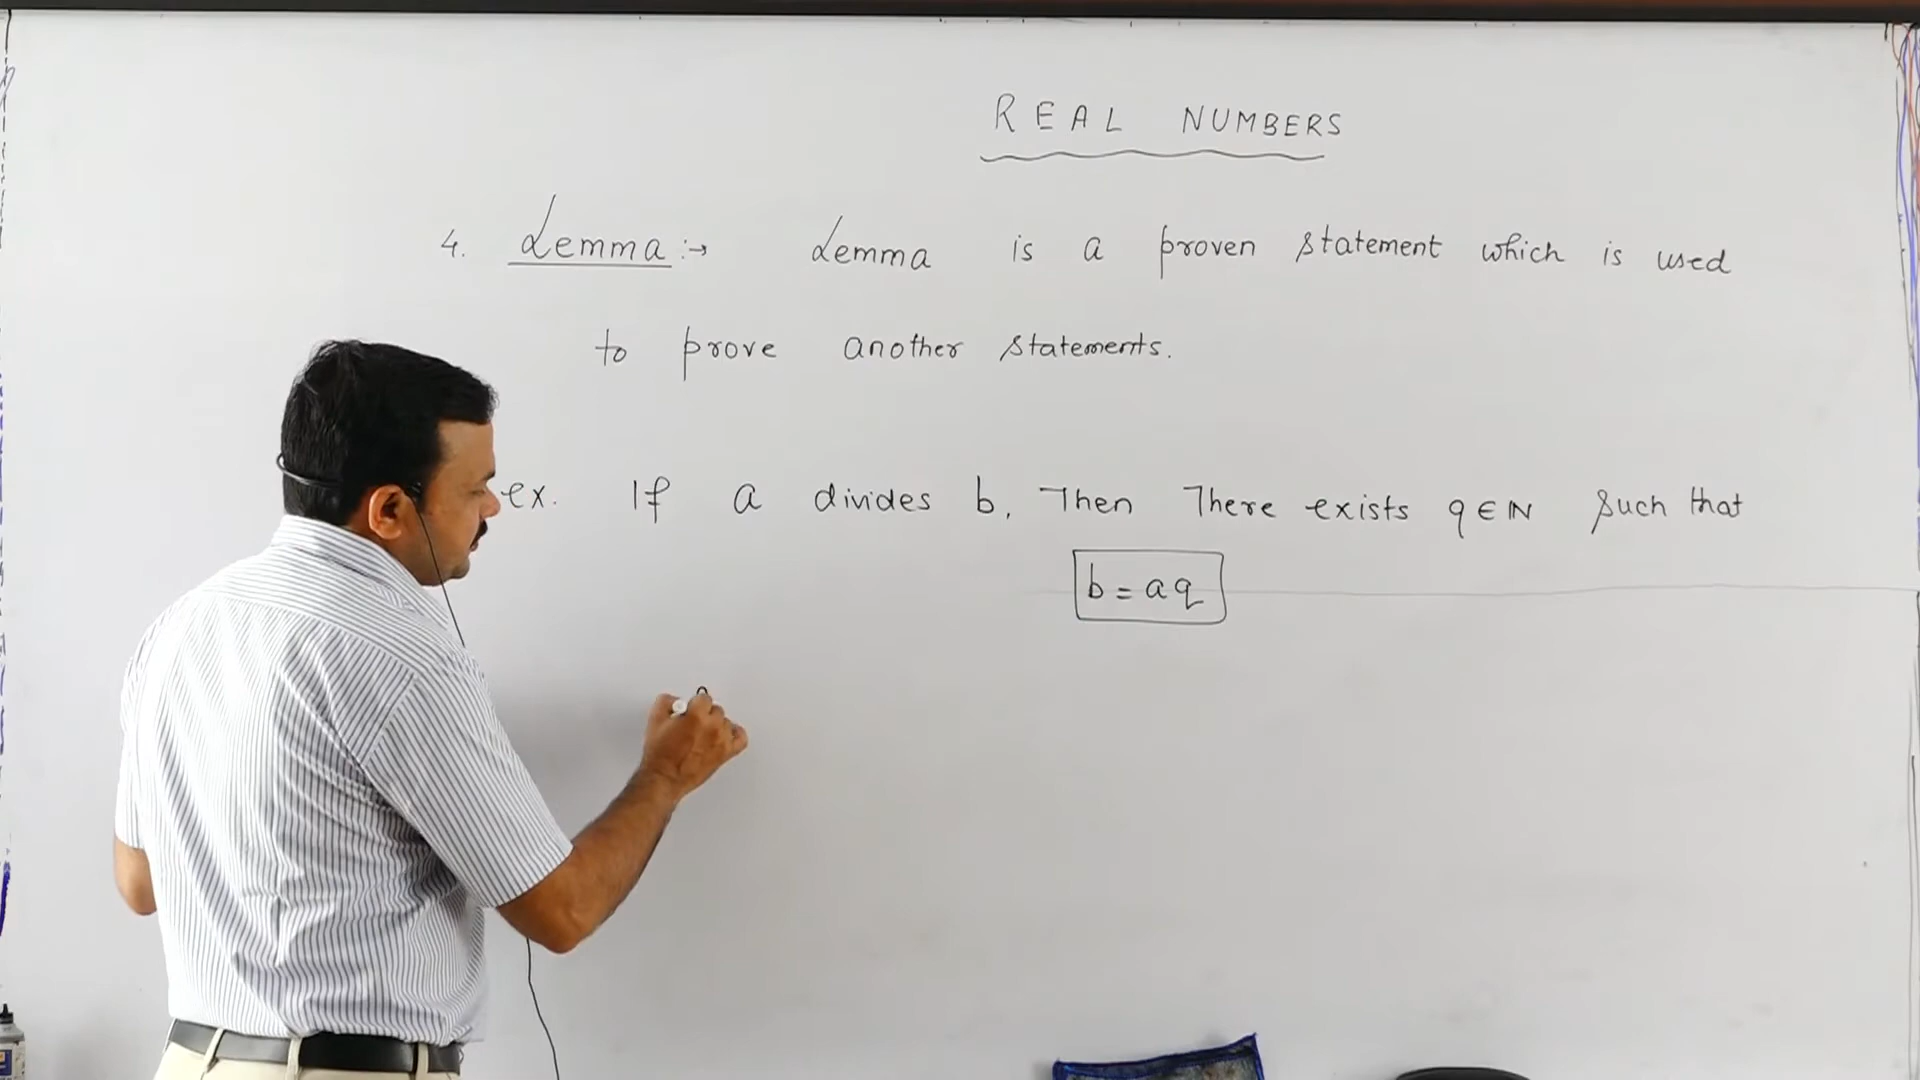 REAL NUMBERS
4. Lemma :→ Lemma is a proven statement which is used
to prove another statements.
ex. If a divides b, Then There exists q ∈ N such that
b = aq